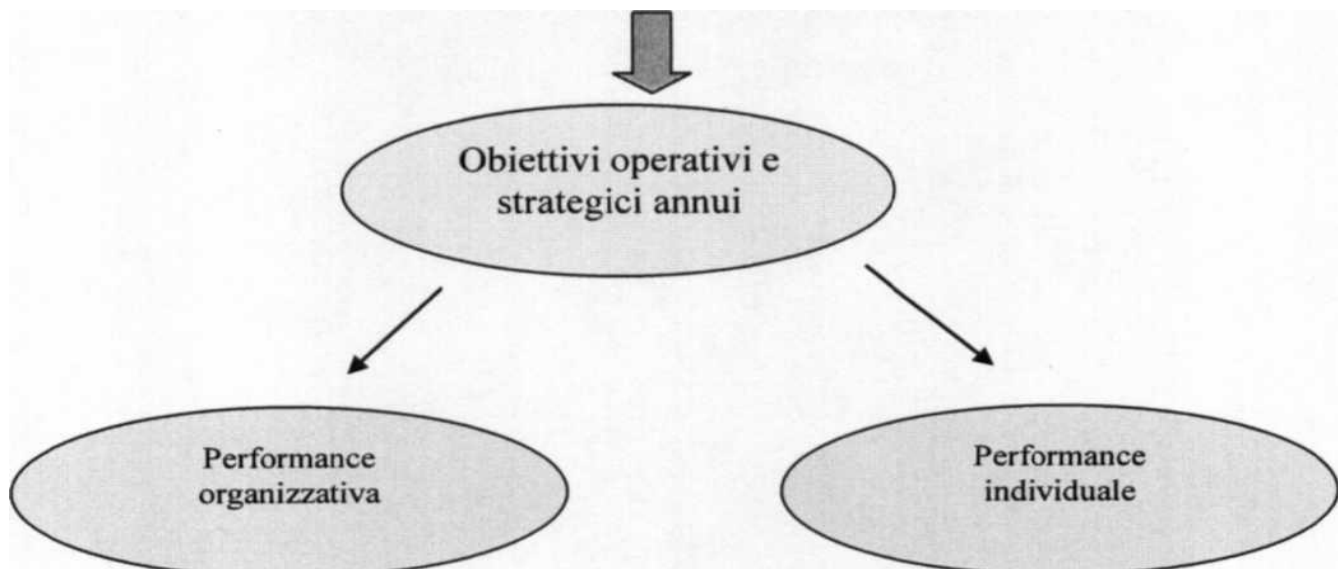 Obiettivi operativi e
strategici annui
Performance
organizzativa
Performance
individuale